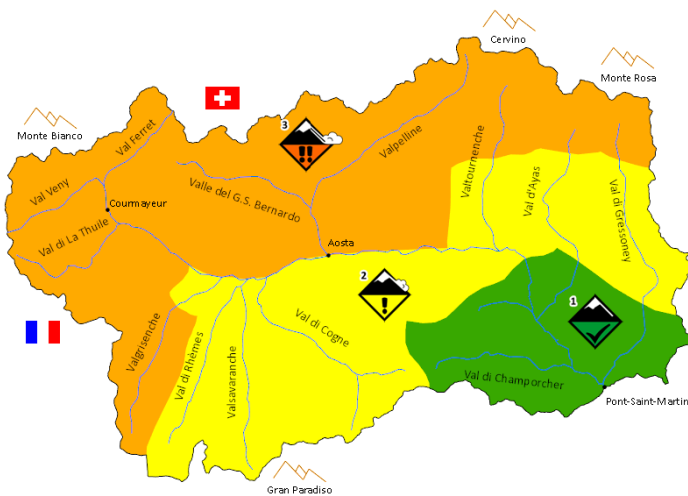 Cervino
Monte Rosa
Monte Bianco
Val Ferret
3
Valpelline
Valtournenche
Val d'Ayas
Val di Gressoney
Val Veny
Valle del G.S. Bernardo
Courmayeur
Val di La Thuile
Aosta
2
1
Val di Cogne
Valgrisenche
Val di Rhêmes
Valsavaranche
Val di Champorcher
Pont-Saint-Martin
Gran Paradiso